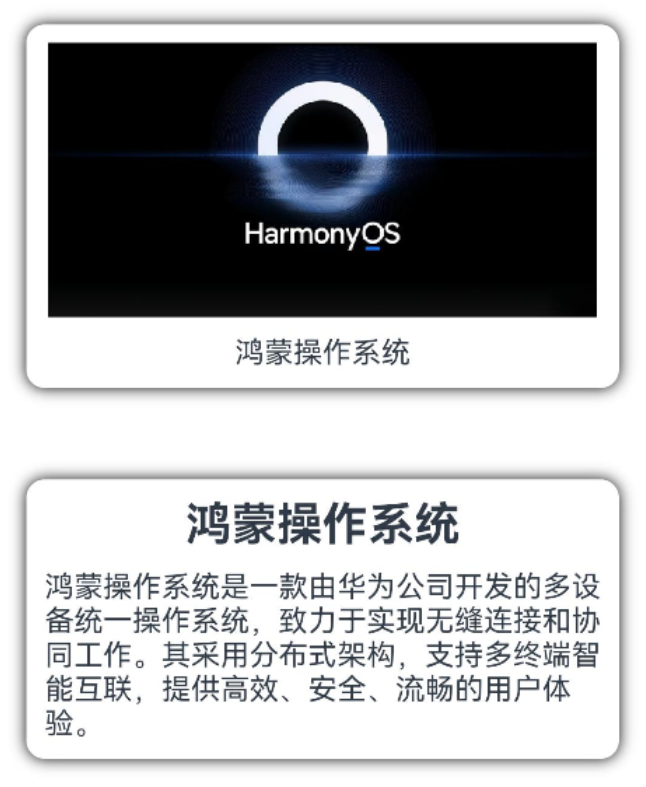 HarmonyOS
鸿蒙操作系统
鸿蒙操作系统
鸿蒙操作系统是一款由华为公司开发的多设
备统一操作系统，致力于实现无缝连接和协
同工作。其采用分布式架构，支持多终端智
能互联，提供高效、安全、流畅的用户体
验。